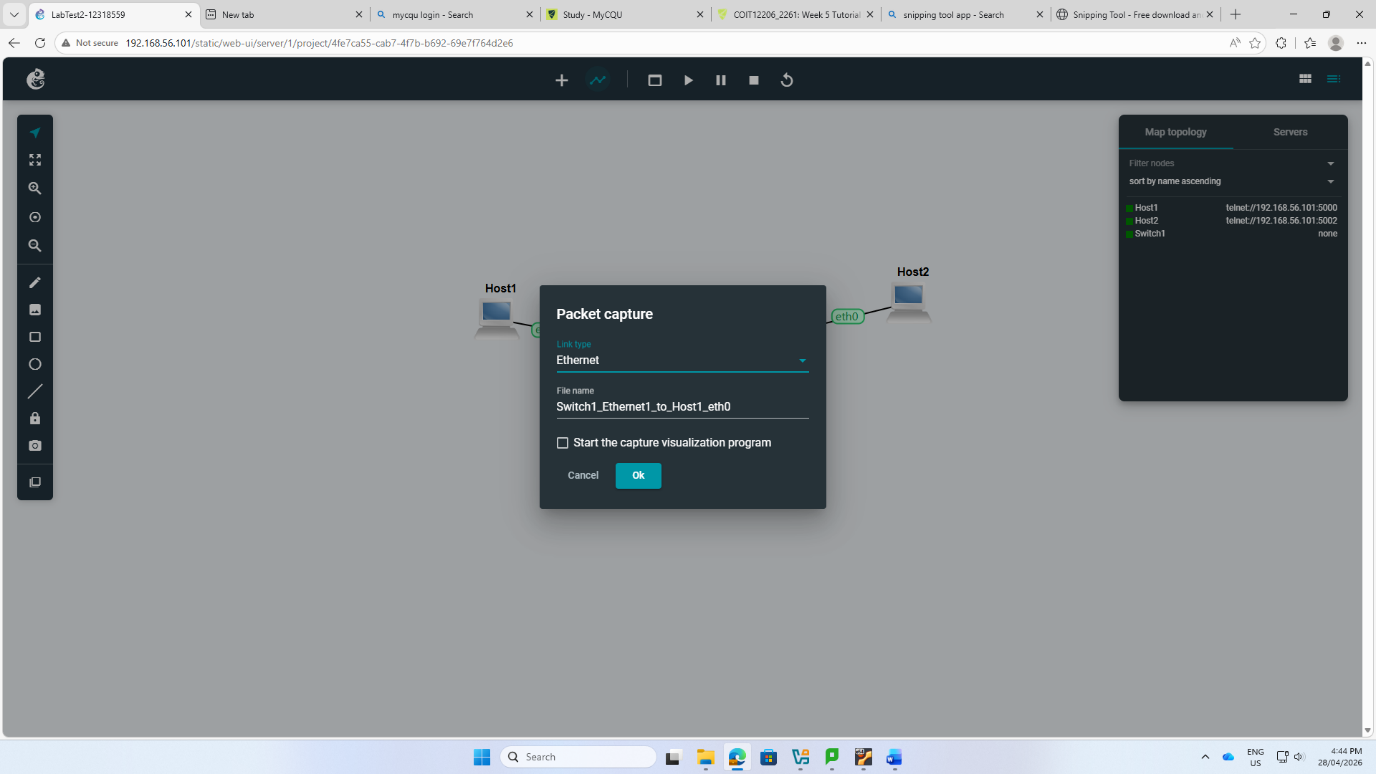 LabTest2-12318559
New tab
mycqu login - Search
Study - MyCQU
COIT12206_2261: Week 5 Tutorial
snipping tool app - Search
Snipping Tool - Free download an
Not secure
192.168.56.101/static/web-ui/server/1/project/4fe7ca55-cab7-4f7b-b692-69e7f764d2e6
Map topology
Servers
Filter nodes
sort by name ascending
Host1 telnet://192.168.56.101:5000
Host2 telnet://192.168.56.101:5002
Switch1 none
Host2
Host1
eth0
Packet capture
Link type
Ethernet
File name
Switch1_Ethernet1_to_Host1_eth0
Start the capture visualization program
Cancel
Ok
Search
ENG
US
4:44 PM
28/04/2026